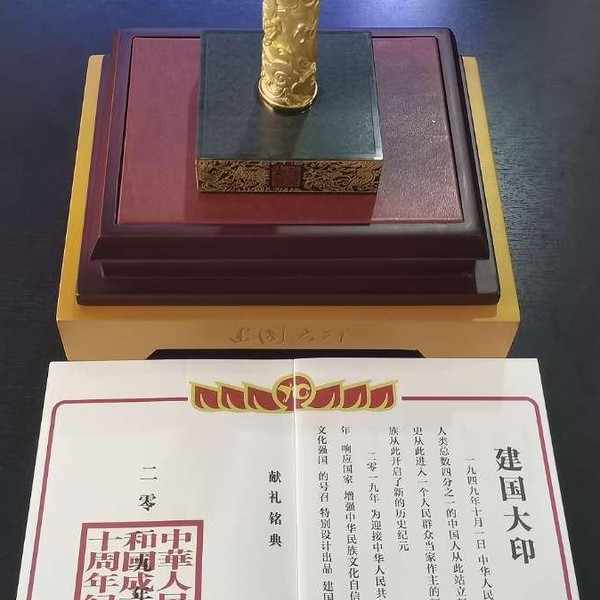 建国大印
建国大印
一九四九年十月一日 中华人民
人类总数四分之一的中国人从此站立
史从此进入一个人民群众当家作主的新
族从此开启了新的历史纪元
二零一九年 为迎接中华人民共
年 响应国家 增强中华民族文化自信
文化强国 的号召 特别设计出品 建国
献礼铭典
二零
中華人民
和國成
十周年紀